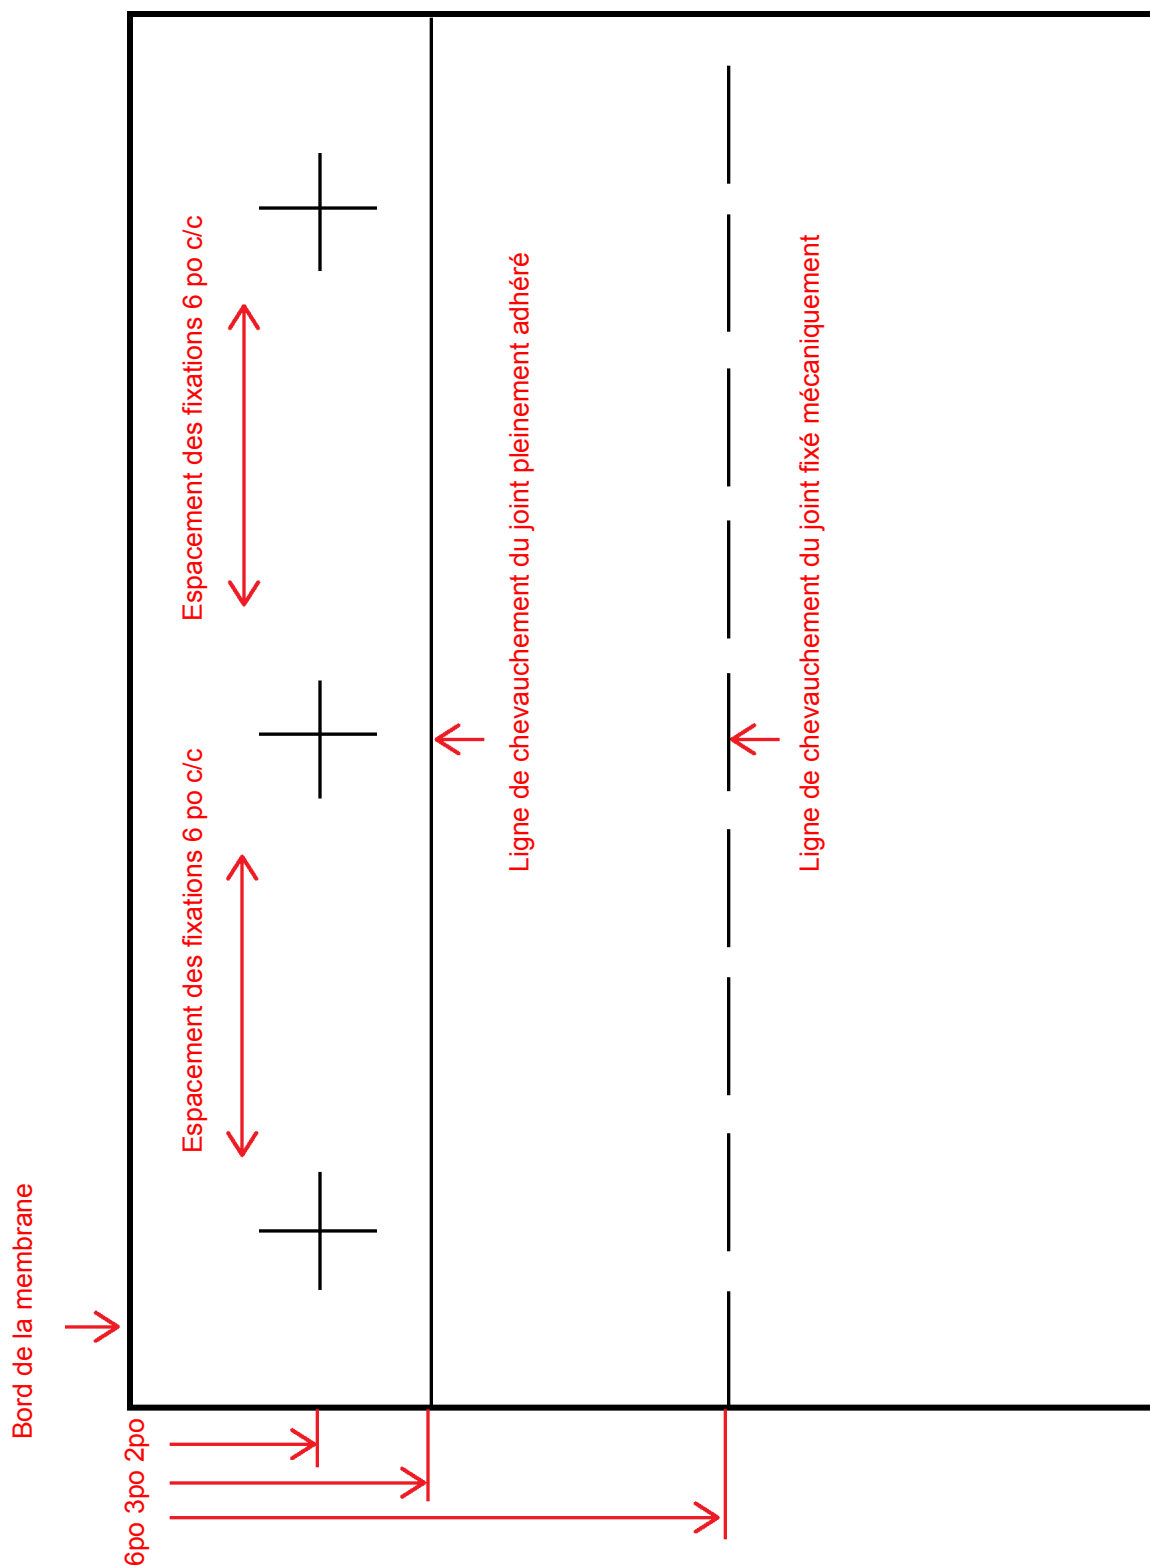 Espacement des fixations 6 po c/c
Espacement des fixations 6 po c/c
Ligne de chevauchement du joint pleinement adhéré
Ligne de chevauchement du joint fixé mécaniquement
Bord de la membrane
6po 3po 2po